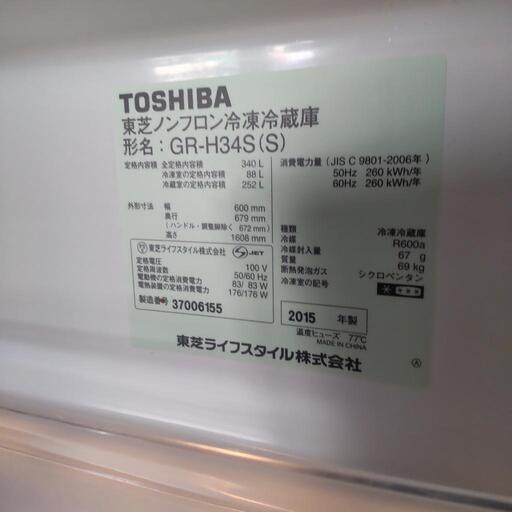 TOSHIBA
東芝ノンフロン冷凍冷蔵庫
形名：GR-H34S(S)
定格内容積 全定格内容積 340 L
冷凍室の定格内容積 88 L
冷蔵室の定格内容積 252 L
外形寸法 幅 600 mm
奥行 679 mm
(ハンドル・調整脚除く 672 mm)
高さ 1608 mm
東芝ライフスタイル株式会社 JET
定格電圧 100 V
定格周波数 50/60 Hz
電動機の定格消費電力 83/ 83 W
電熱装置の定格消費電力 176/176 W
製造番号 37006155
消費電力量 (JIS C 9801-2006年)
50Hz 260 kWh/年
60Hz 260 kWh/年
種類 冷凍冷蔵庫
冷媒 R600a
冷媒封入量 67 g
質量 69 kg
断熱発泡ガス シクロペンタン
冷凍室の記号
2015 年製
温度ヒューズ 77℃
MADE IN CHINA
東芝ライフスタイル株式会社
Ⓐ